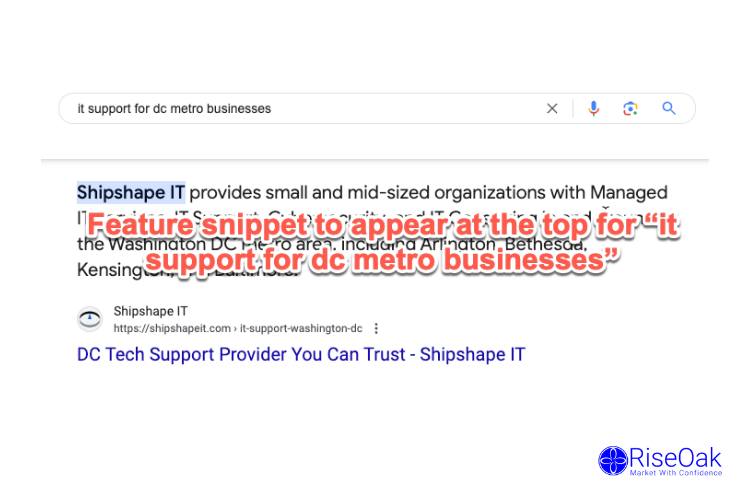 it support for dc metro businesses
Shipshape IT provides small and mid-sized organizations with Managed
Feature snippet to appear at the top for “it
the Washington DC Metro area, including Arlington, Bethesda,
support for dc metro businesses”
Kensington, Baltimore.
Shipshape IT
https://shipshapeit.com › it-support-washington-dc
DC Tech Support Provider You Can Trust - Shipshape IT
RiseOak
Market With Confidence